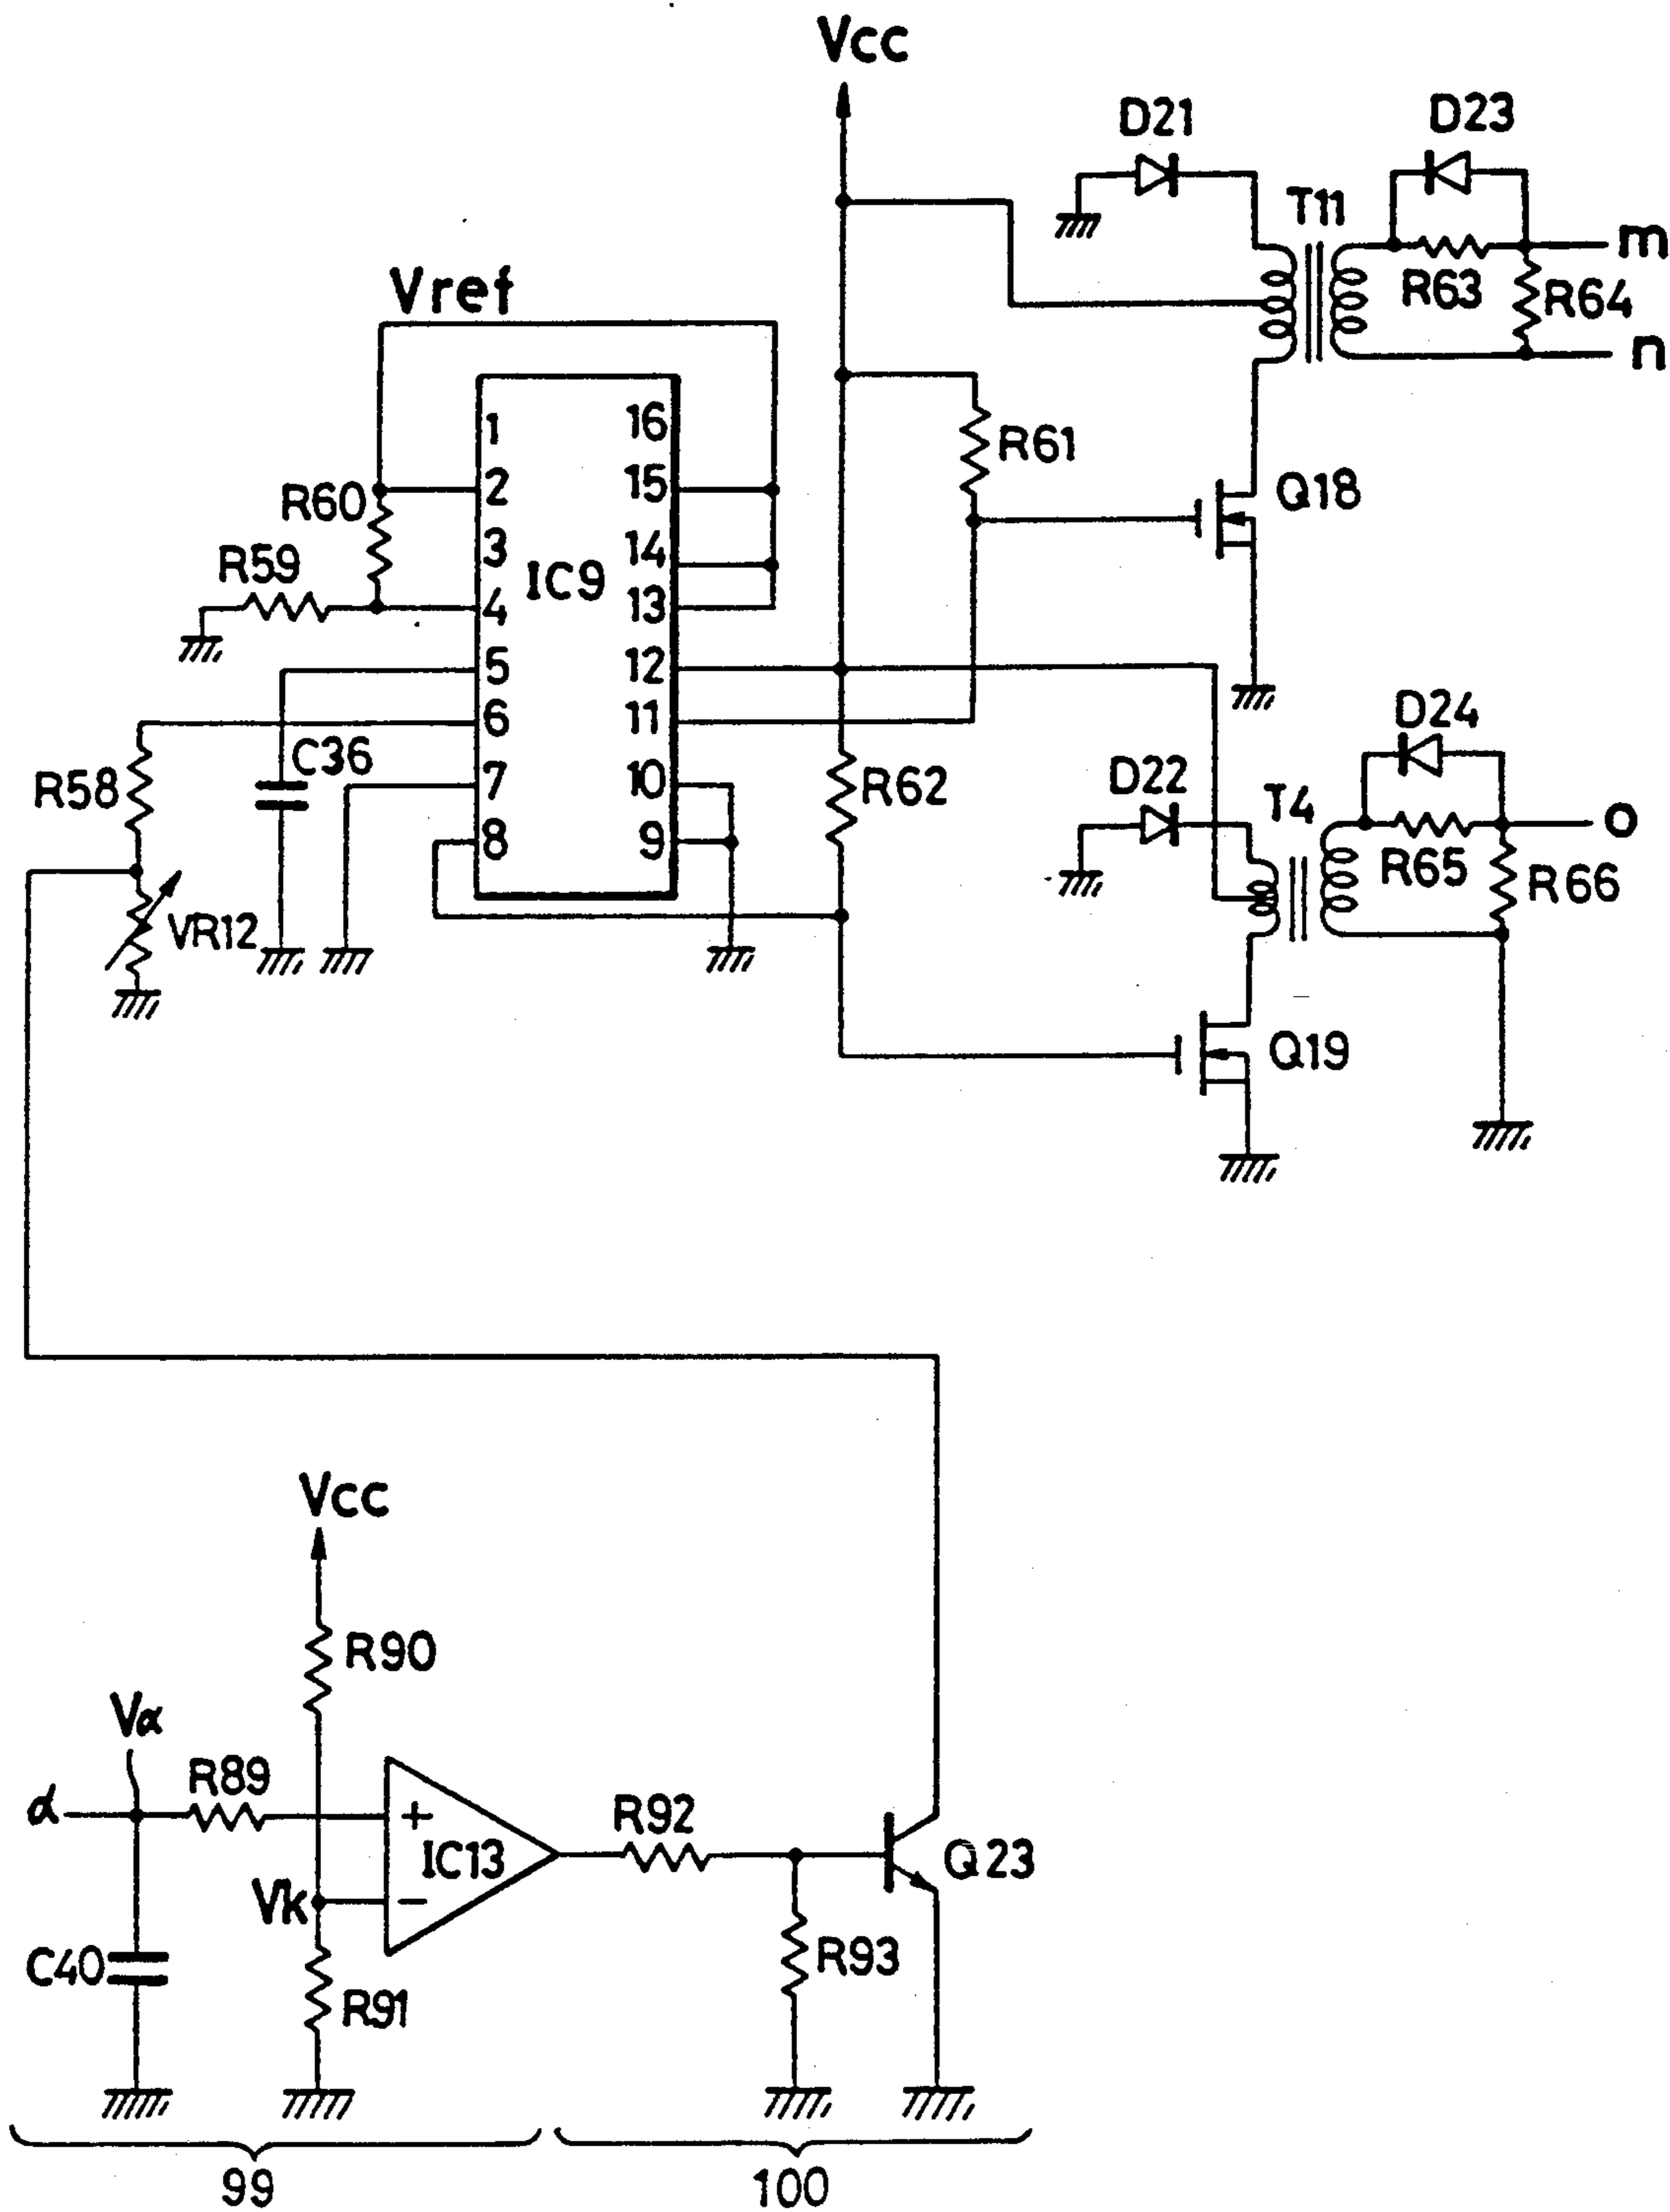 Vcc
D21
D23
T11
m
R63
R64
n
Vref
R61
Q18
1
16
2
15
R60
3
14
IC9
R59
4
13
5
12
6
11
C36
R58
7
10
R62
8
9
VR12
D22
D24
T4
o
R65
R66
Q19
Vcc
R90
Vα
R89
α
+
IC13
R92
Q23
Vk
−
C40
R91
R93
99
100